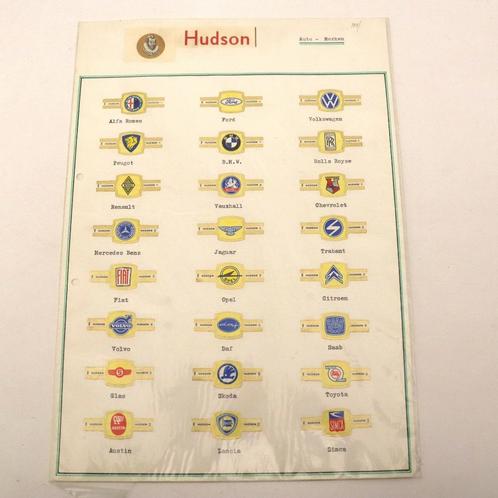 Hudson
Auto - Merken
Alfa Romeo Ford Volkswagen
Peugot B.M.W. Rolls Royse
Renault Vauxhall Chevrolet
Mercedes Benz Jaguar Trabant
Fiat Opel Citroen
Volvo Daf Saab
Glas Skoda Toyota
Austin Lancia Simca